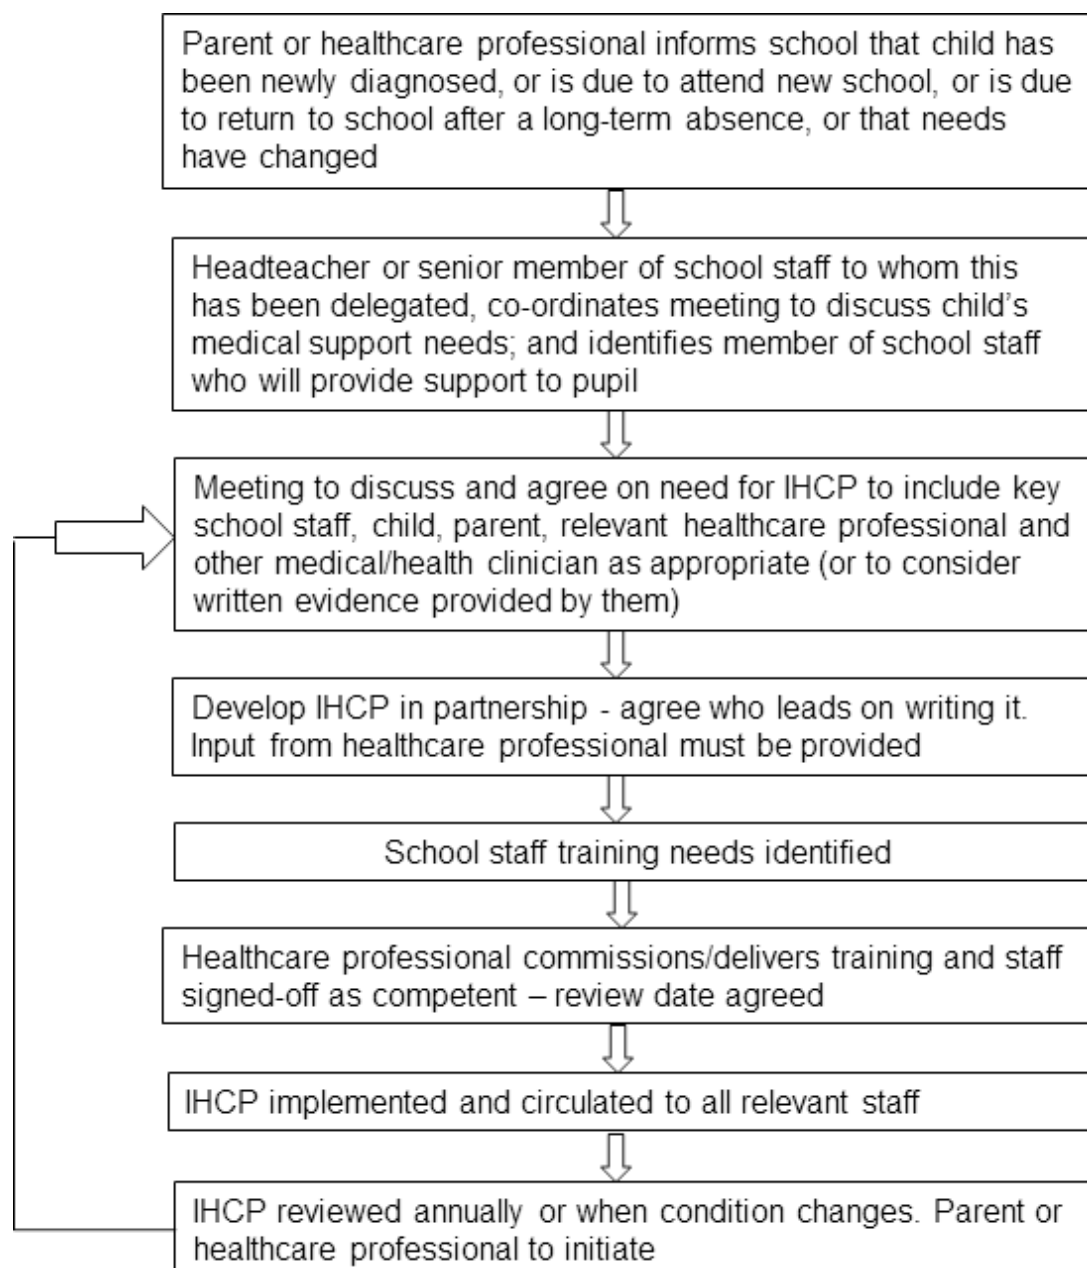 Parent or healthcare professional informs school that child has
been newly diagnosed, or is due to attend new school, or is due
to return to school after a long-term absence, or that needs
have changed
Headteacher or senior member of school staff to whom this
has been delegated, co-ordinates meeting to discuss child's
medical support needs; and identifies member of school staff
who will provide support to pupil
Meeting to discuss and agree on need for IHCP to include key
school staff, child, parent, relevant healthcare professional and
other medical/health clinician as appropriate (or to consider
written evidence provided by them)
Develop IHCP in partnership - agree who leads on writing it.
Input from healthcare professional must be provided
School staff training needs identified
Healthcare professional commissions/delivers training and staff
signed-off as competent – review date agreed
IHCP implemented and circulated to all relevant staff
IHCP reviewed annually or when condition changes. Parent or
healthcare professional to initiate